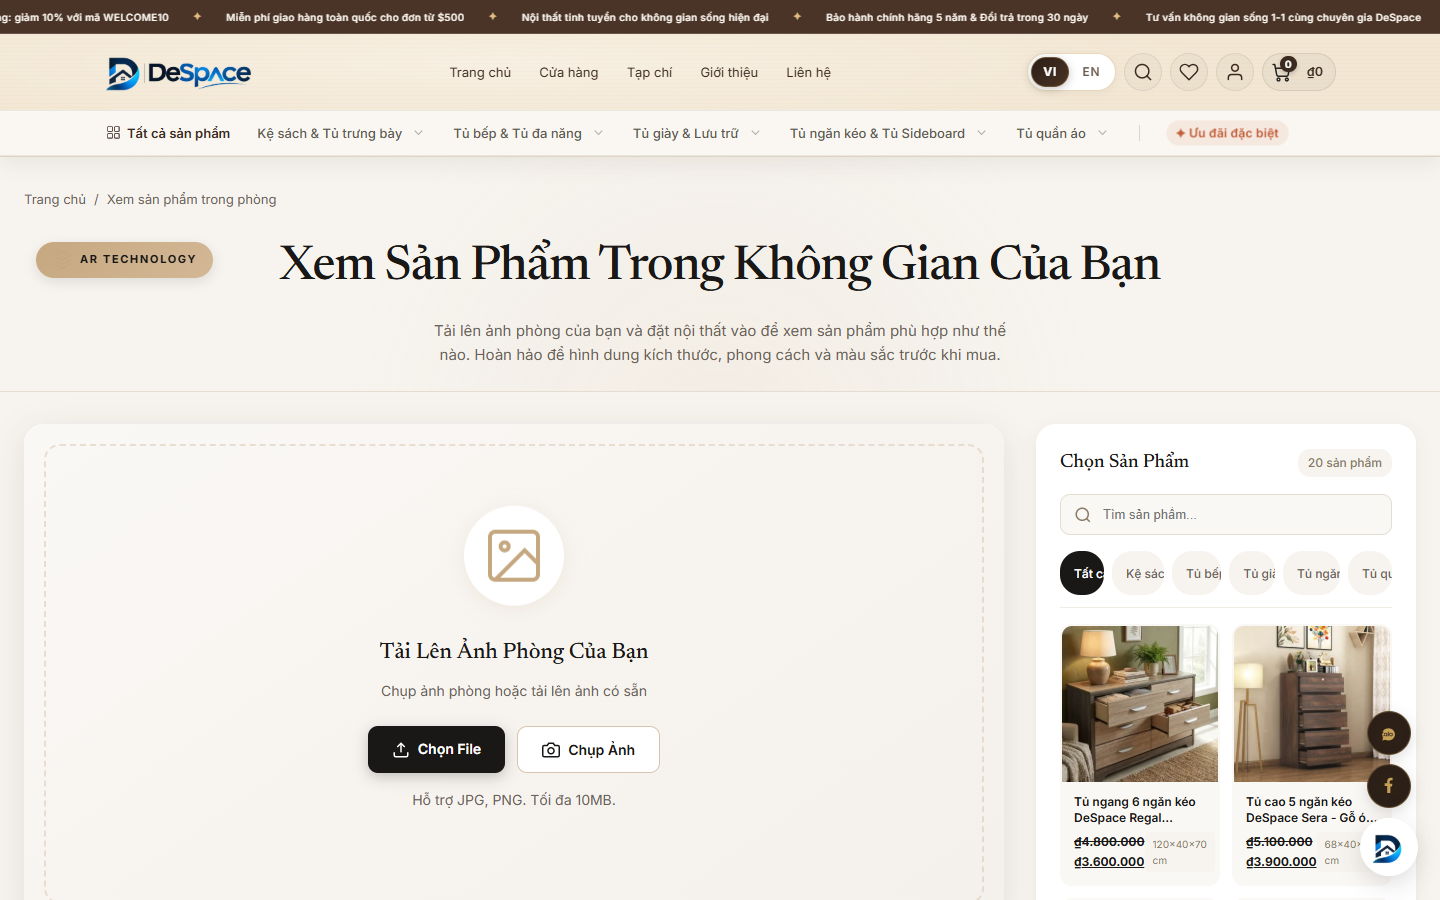 g: giảm 10% với mã WELCOME10 ✦ Miễn phí giao hàng toàn quốc cho đơn từ $500 ✦ Nội thất tinh tuyển cho không gian sống hiện đại ✦ Bảo hành chính hãng 5 năm & Đổi trả trong 30 ngày ✦ Tư vấn không gian sống 1-1 cùng chuyên gia DeSpace
DeSpace
Trang chủ Cửa hàng Tạp chí Giới thiệu Liên hệ
VI EN
0
₫0
Tất cả sản phẩm Kệ sách & Tủ trưng bày Tủ bếp & Tủ đa năng Tủ giày & Lưu trữ Tủ ngăn kéo & Tủ Sideboard Tủ quần áo ✦ Ưu đãi đặc biệt
Trang chủ / Xem sản phẩm trong phòng
AR TECHNOLOGY
Xem Sản Phẩm Trong Không Gian Của Bạn
Tải lên ảnh phòng của bạn và đặt nội thất vào để xem sản phẩm phù hợp như thế
nào. Hoàn hảo để hình dung kích thước, phong cách và màu sắc trước khi mua.
Tải Lên Ảnh Phòng Của Bạn
Chụp ảnh phòng hoặc tải lên ảnh có sẵn
Chọn File Chụp Ảnh
Hỗ trợ JPG, PNG. Tối đa 10MB.
Chọn Sản Phẩm 20 sản phẩm
Tìm sản phẩm...
Tất c Kệ sác Tủ bếp Tủ già Tủ ngăn Tủ qu
Tủ ngang 6 ngăn kéo
DeSpace Regal...
₫4.800.000 120×40×70
₫3.600.000 cm
Tủ cao 5 ngăn kéo
DeSpace Sera - Gỗ ó...
₫5.100.000 68×40×
₫3.900.000 cm